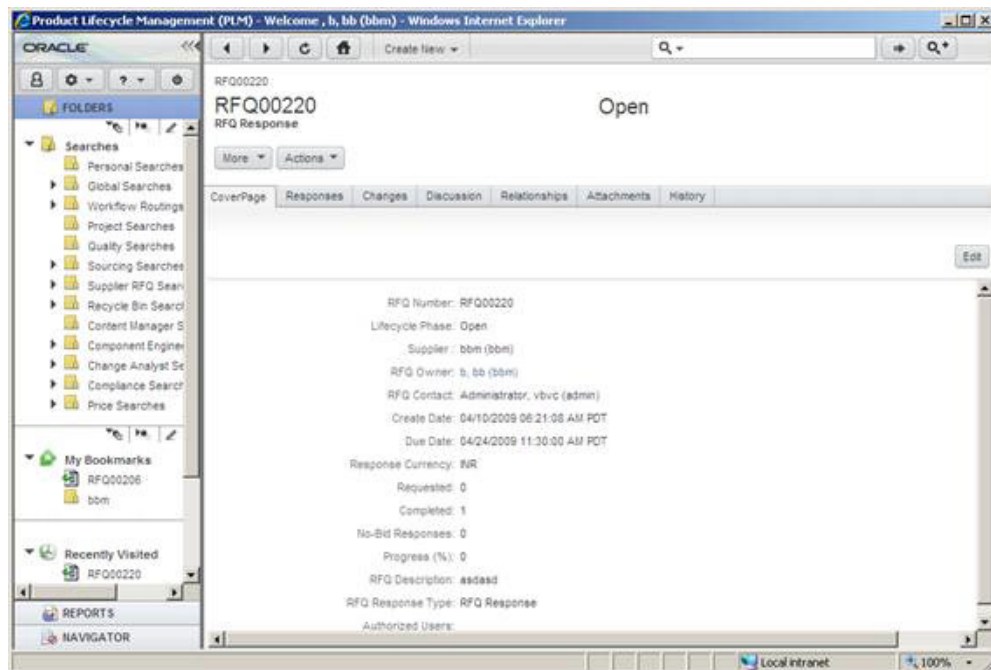 Product Lifecycle Management (PLM) - Welcome , b, bb (bbm) - Windows Internet Explorer
ORACLE
Create New
FOLDERS
Searches
Personal Searches
Global Searches
Workflow Routings
Project Searches
Quality Searches
Sourcing Searches
Supplier RFQ Sear
Recycle Bin Searc
Content Manager S
Component Engine
Change Analyst Se
Compliance Search
Price Searches
My Bookmarks
RFQ00206
bbm
Recently Visited
RFQ00220
REPORTS
NAVIGATOR
RFQ00220
RFQ00220 Open
RFQ Response
More Actions
CoverPage Responses Changes Discussion Relationships Attachments History
Edit
RFQ Number: RFQ00220
Lifecycle Phase: Open
Supplier : bbm (bbm)
RFQ Owner: b, bb (bbm)
RFQ Contact: Administrator, vbvc (admin)
Create Date: 04/10/2009 06:21:08 AM PDT
Due Date: 04/24/2009 11:30:00 AM PDT
Response Currency: INR
Requested: 0
Completed: 1
No-Bid Responses: 0
Progress (%): 0
RFQ Description: asdasd
RFQ Response Type: RFQ Response
Authorized Users:
Local intranet 100%